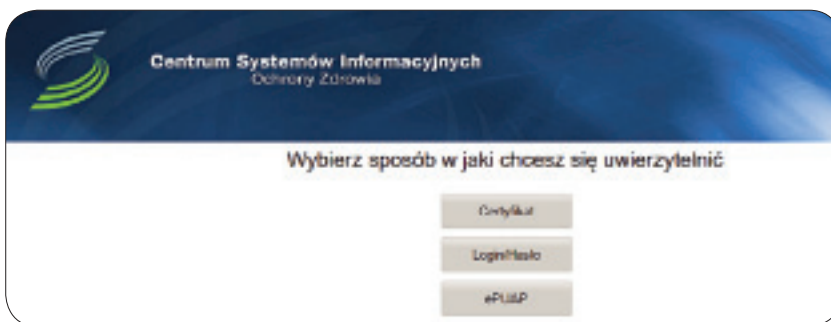 Centrum Systemów Informacyjnych
Ochrony Zdrowia
Wybierz sposób w jaki chcesz się uwierzytelnić
Certyfikat
Login/Hasło
ePUAP